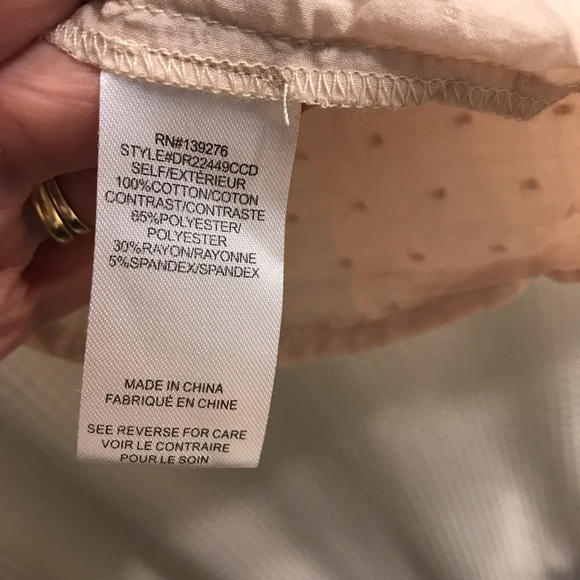 RN#139276
STYLE#DR22449CCD
SELF/EXTÉRIEUR
100%COTTON/COTON
CONTRAST/CONTRASTE
65%POLYESTER/
POLYESTER
30%RAYON/RAYONNE
5%SPANDEX/SPANDEX
MADE IN CHINA
FABRIQUÉ EN CHINE
SEE REVERSE FOR CARE
VOIR LE CONTRAIRE
POUR LE SOIN